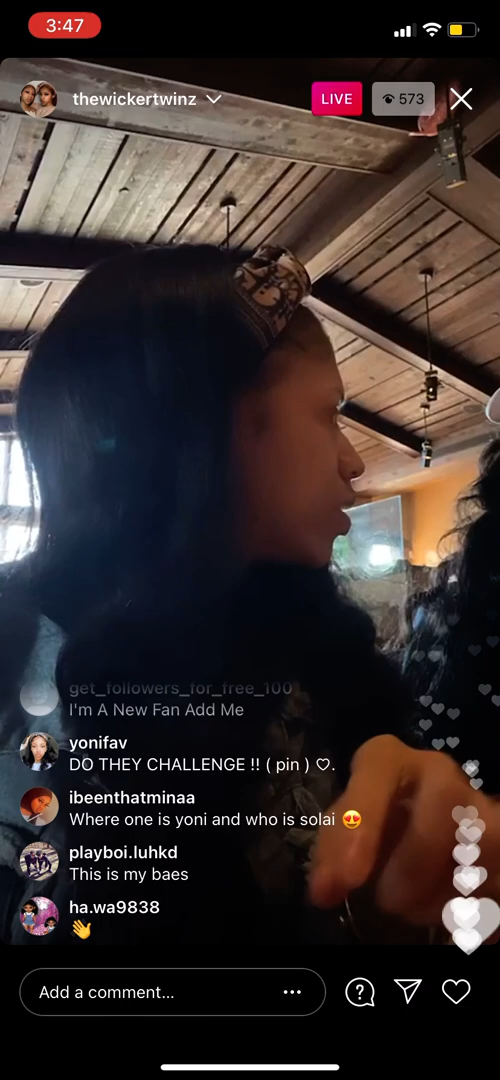 3:47
thewickertwinz
LIVE
573
get_followers_for_free_100
I'm A New Fan Add Me
yonifav
DO THEY CHALLENGE !! ( pin ) ♡.
ibeenthatminaa
Where one is yoni and who is solai 😍
playboi.luhkd
This is my baes
ha.wa9838
👋
Add a comment...